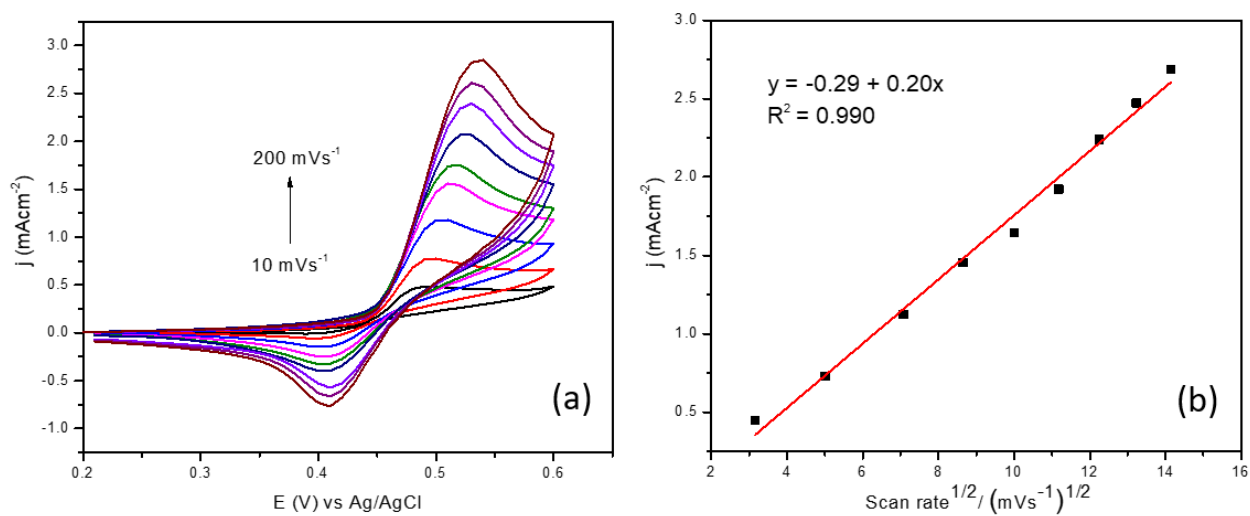 3.0
2.5
2.0
1.5
1.0
0.5
0.0
-0.5
-1.0
j (mAcm⁻²)
200 mVs⁻¹
10 mVs⁻¹
(a)
0.2 0.3 0.4 0.5 0.6
E (V) vs Ag/AgCl
3.0
2.5
2.0
1.5
1.0
0.5
j (mAcm⁻²)
y = -0.29 + 0.20x
R² = 0.990
(b)
2 4 6 8 10 12 14 16
Scan rate¹ᐟ²/ (mVs⁻¹)¹ᐟ²